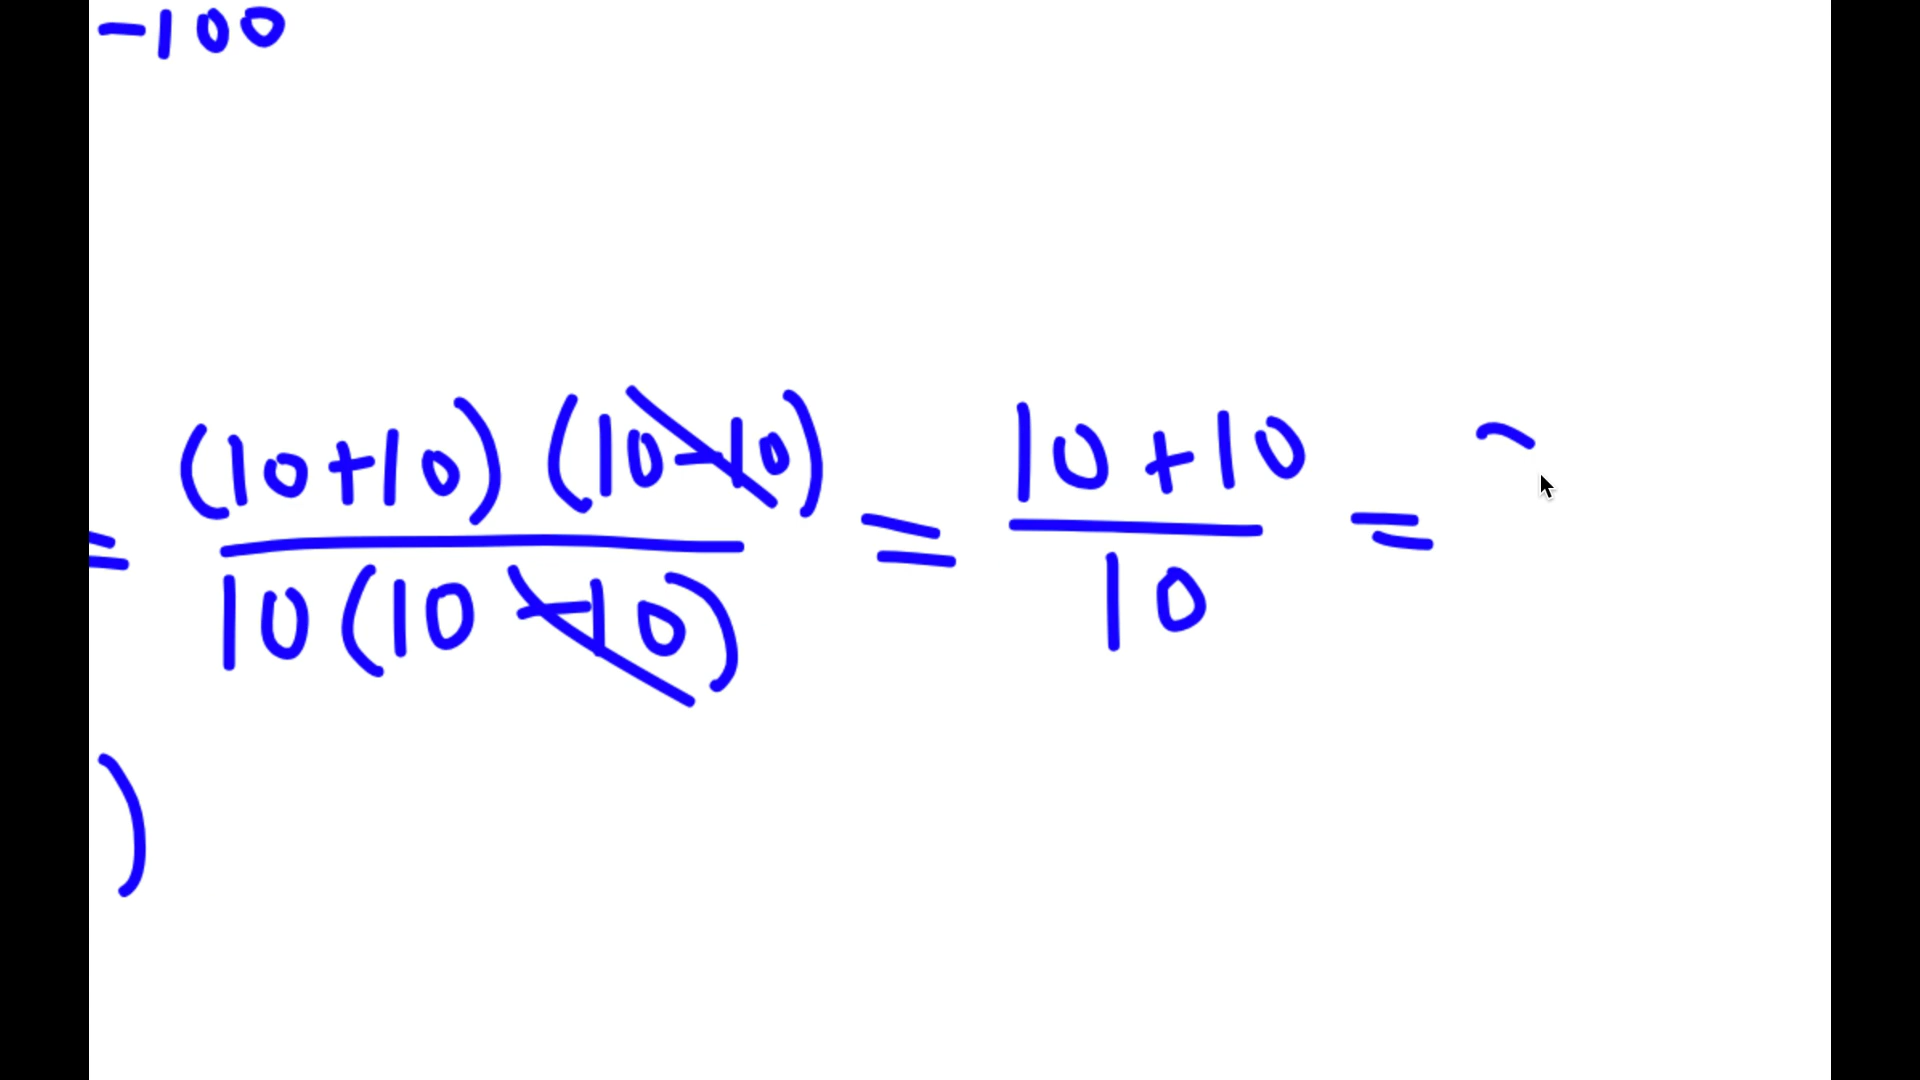 -100
= (10+10)(10-10) / 10(10-10) = 10+10 / 10 =
)